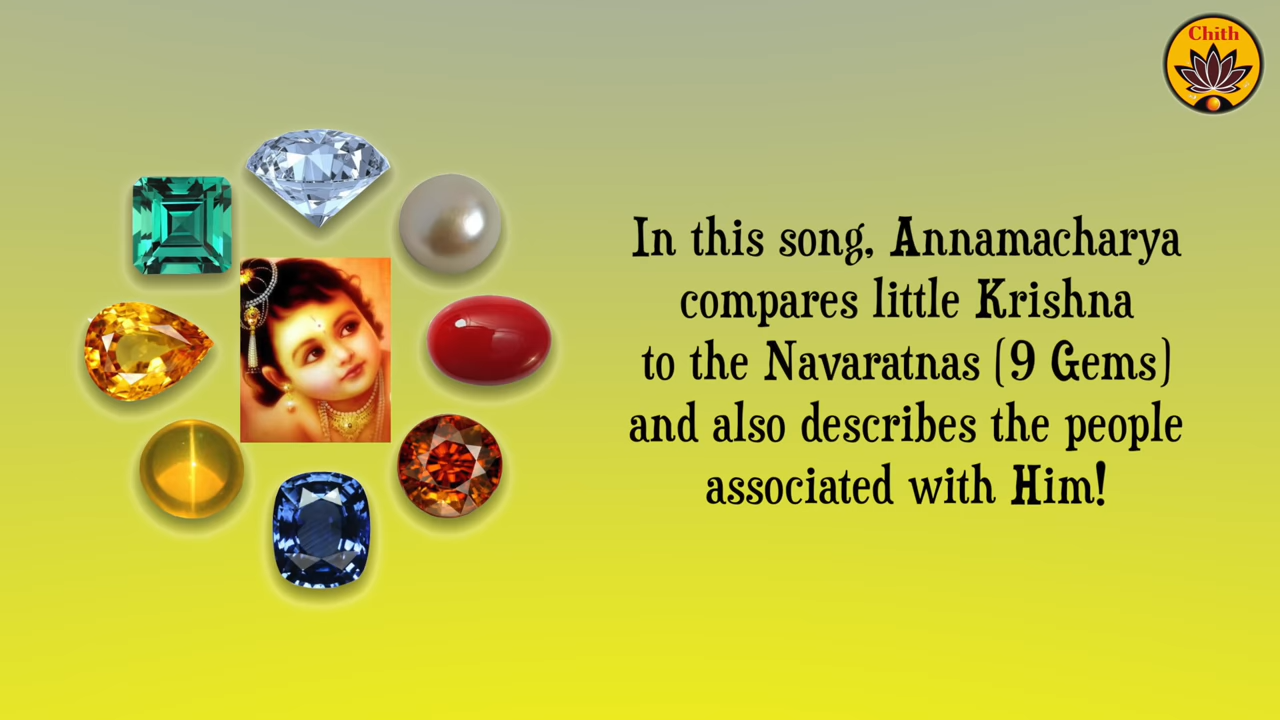 Chith
In this song, Annamacharya
compares little Krishna
to the Navaratnas (9 Gems)
and also describes the people
associated with Him!